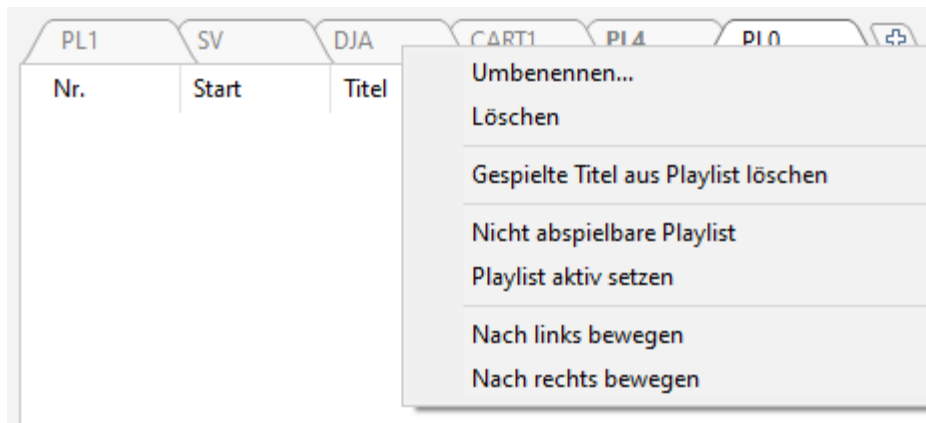 PL1 SV DJA CART1 PL4 PL0
Nr. Start Titel
Umbenennen...
Löschen
Gespielte Titel aus Playlist löschen
Nicht abspielbare Playlist
Playlist aktiv setzen
Nach links bewegen
Nach rechts bewegen